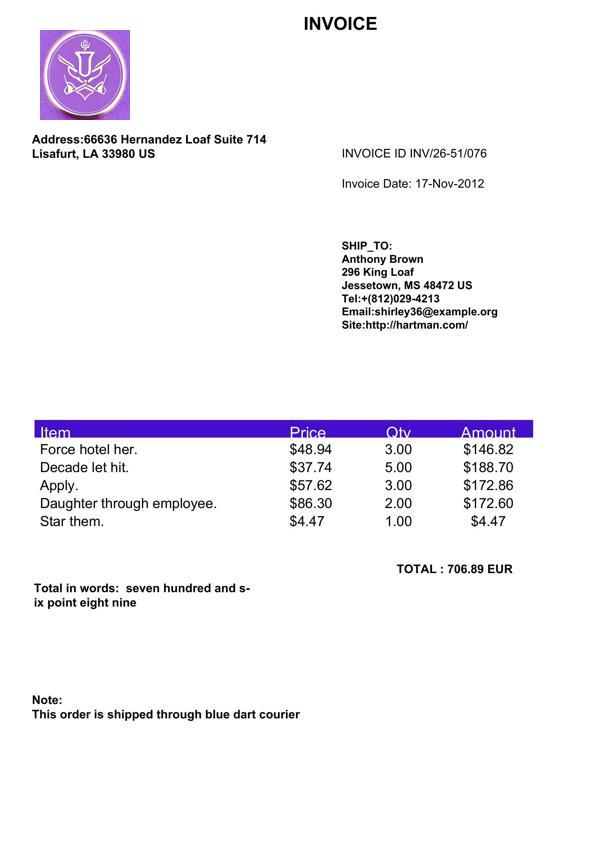 INVOICE
Address:66636 Hernandez Loaf Suite 714
Lisafurt, LA 33980 US
INVOICE ID INV/26-51/076
Invoice Date: 17-Nov-2012
SHIP_TO:
Anthony Brown
296 King Loaf
Jessetown, MS 48472 US
Tel:+(812)029-4213
Email:shirley36@example.org
Site:http://hartman.com/
Item Price Qty Amount
Force hotel her. $48.94 3.00 $146.82
Decade let hit. $37.74 5.00 $188.70
Apply. $57.62 3.00 $172.86
Daughter through employee. $86.30 2.00 $172.60
Star them. $4.47 1.00 $4.47
TOTAL : 706.89 EUR
Total in words:  seven hundred and s-
ix point eight nine
Note:
This order is shipped through blue dart courier